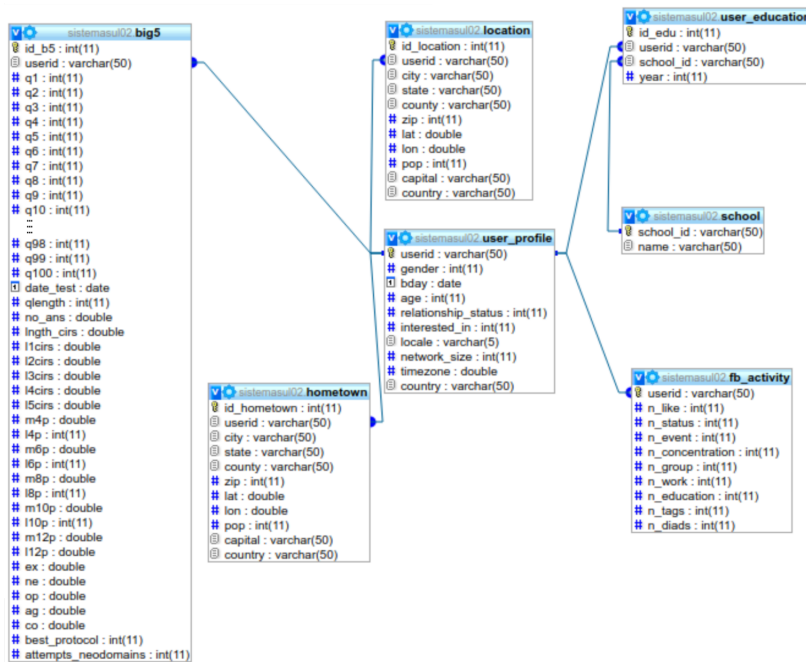 sistemasul02.big5
id_b5 : int(11)
userid : varchar(50)
q1 : int(11)
q2 : int(11)
q3 : int(11)
q4 : int(11)
q5 : int(11)
q6 : int(11)
q7 : int(11)
q8 : int(11)
q9 : int(11)
q10 : int(11)
q98 : int(11)
q99 : int(11)
q100 : int(11)
date_test : date
qlength : int(11)
no_ans : double
lngth_cirs : double
l1cirs : double
l2cirs : double
l3cirs : double
l4cirs : double
l5cirs : double
m4p : double
l4p : int(11)
m6p : double
l6p : int(11)
m8p : double
l8p : int(11)
m10p : double
l10p : int(11)
m12p : double
l12p : double
ex : double
ne : double
op : double
ag : double
co : double
best_protocol : int(11)
attempts_neodomains : int(11)
sistemasul02.location
id_location : int(11)
userid : varchar(50)
city : varchar(50)
state : varchar(50)
county : varchar(50)
zip : int(11)
lat : double
lon : double
pop : int(11)
capital : varchar(50)
country : varchar(50)
sistemasul02.user_profile
userid : varchar(50)
gender : int(11)
bday : date
age : int(11)
relationship_status : int(11)
interested_in : int(11)
locale : varchar(5)
network_size : int(11)
timezone : double
country : varchar(50)
sistemasul02.hometown
id_hometown : int(11)
userid : varchar(50)
city : varchar(50)
state : varchar(50)
county : varchar(50)
zip : int(11)
lat : double
lon : double
pop : int(11)
capital : varchar(50)
country : varchar(50)
sistemasul02.user_education
id_edu : int(11)
userid : varchar(50)
school_id : varchar(50)
year : int(11)
sistemasul02.school
school_id : varchar(50)
name : varchar(50)
sistemasul02.fb_activity
userid : varchar(50)
n_like : int(11)
n_status : int(11)
n_event : int(11)
n_concentration : int(11)
n_group : int(11)
n_work : int(11)
n_education : int(11)
n_tags : int(11)
n_diads : int(11)